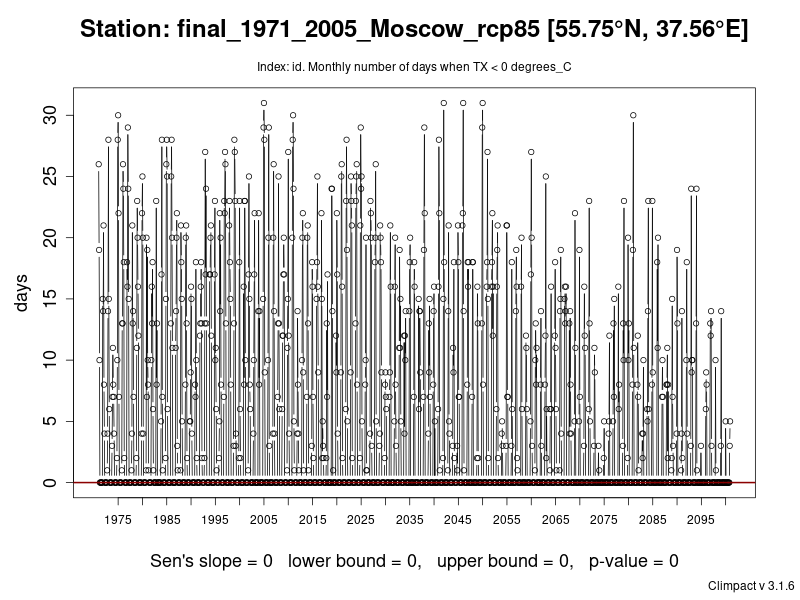 Station: final_1971_2005_Moscow_rcp85 [55.75°N, 37.56°E]
Index: id. Monthly number of days when TX < 0 degrees_C
days
30
25
20
15
10
5
0
1975 1985 1995 2005 2015 2025 2035 2045 2055 2065 2075 2085 2095
Sen's slope = 0 lower bound = 0, upper bound = 0, p-value = 0
Climpact v 3.1.6